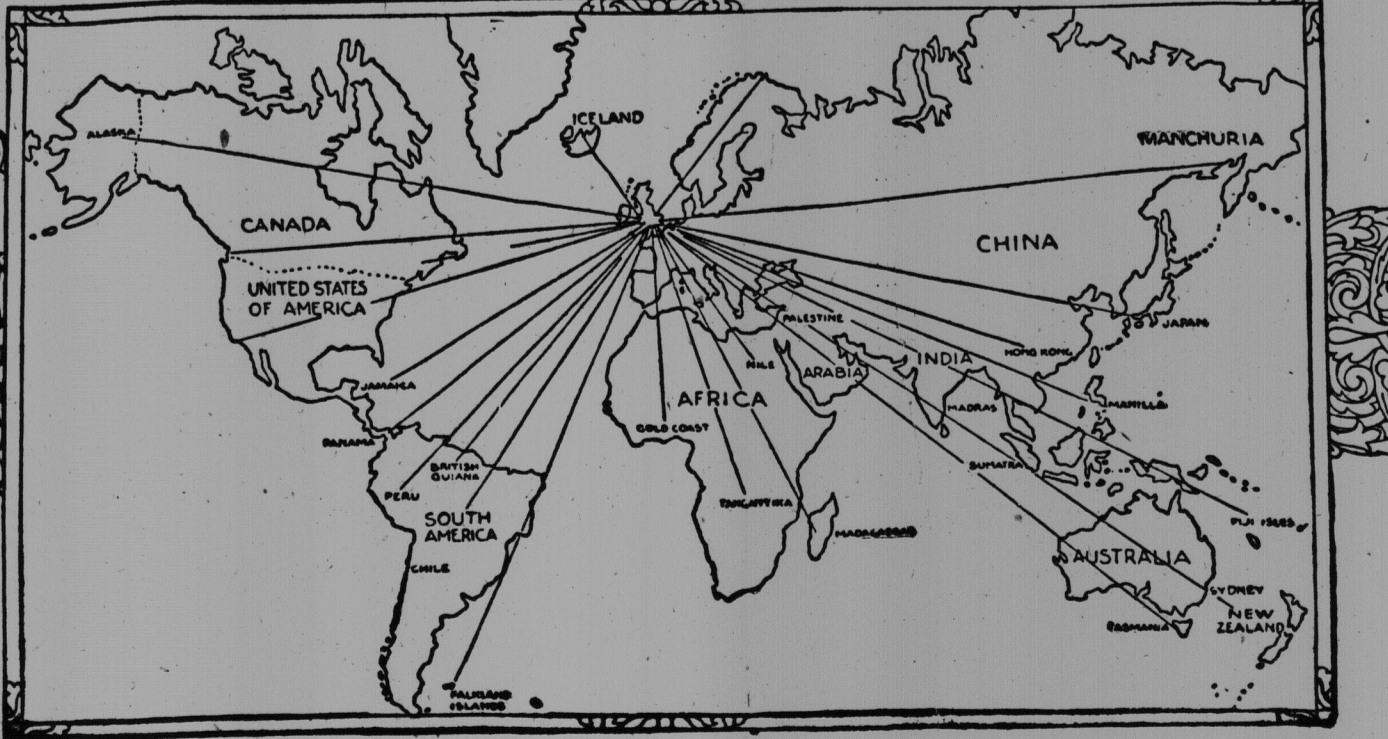 ICELAND
ALASKA
MANCHURIA
CANADA
CHINA
UNITED STATES
OF AMERICA
PALESTINE
JAPAN
HONG KONG
INDIA
NILE
ARABIA
JAMAICA
AFRICA
MADRAS
MANILLA
GOLD COAST
PANAMA
BRITISH
GUIANA
SUMATRA
PERU
TANGANYIKA
SOUTH
AMERICA
FIJI ISLES
MADAGASCAR
AUSTRALIA
CHILE
SYDNEY
NEW
ZEALAND
TASMANIA
FALKLAND
ISLANDS